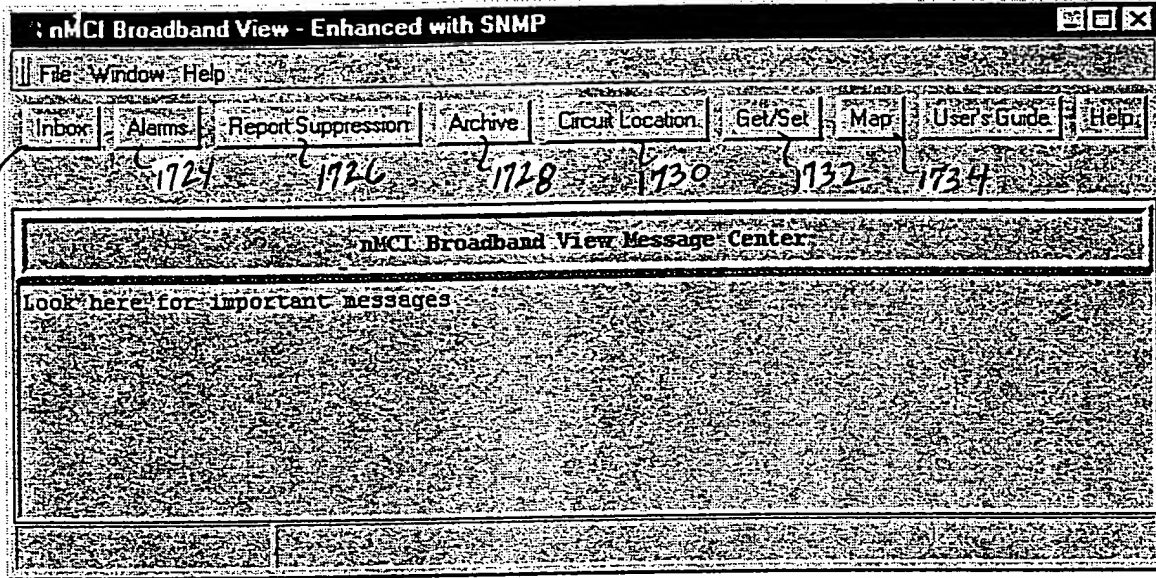 nMCI Broadband View - Enhanced with SNMP
File Window Help
Inbox Alarms Report Suppression Archive Circuit Location Get/Set Map User's Guide Help
1724 1726 1728 1730 1732 1734
nMCI Broadband View Message Center
Look here for important messages